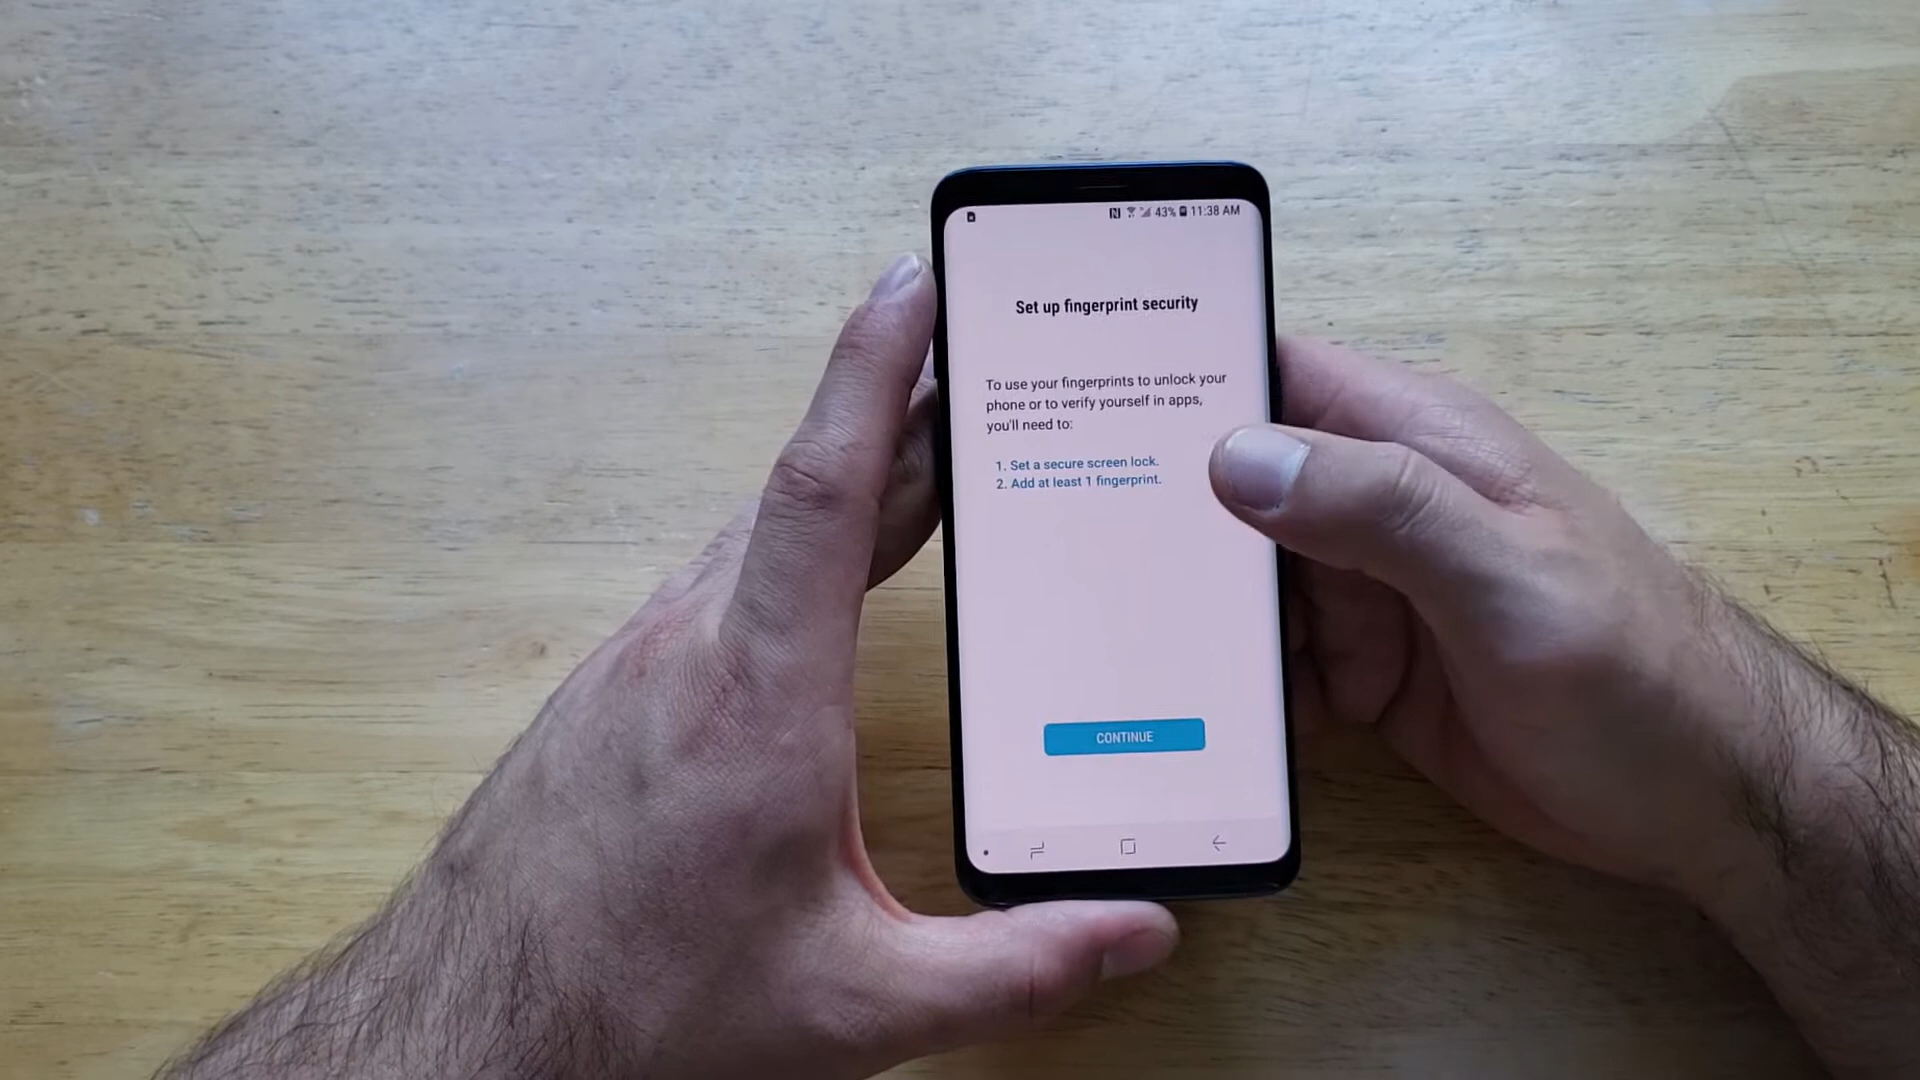 43% 11:38 AM
Set up fingerprint security
To use your fingerprints to unlock your
phone or to verify yourself in apps,
you'll need to:
1. Set a secure screen lock.
2. Add at least 1 fingerprint.
CONTINUE